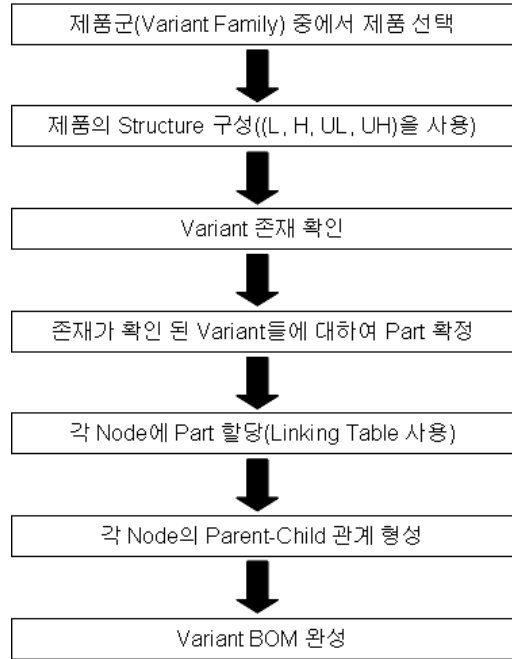 제품군(Variant Family) 중에서 제품 선택
제품의 Structure 구성((L, H, UL, UH)을 사용)
Variant 존재 확인
존재가 확인 된 Variant들에 대하여 Part 확정
각 Node에 Part 할당(Linking Table 사용)
각 Node의 Parent-Child 관계 형성
Variant BOM 완성